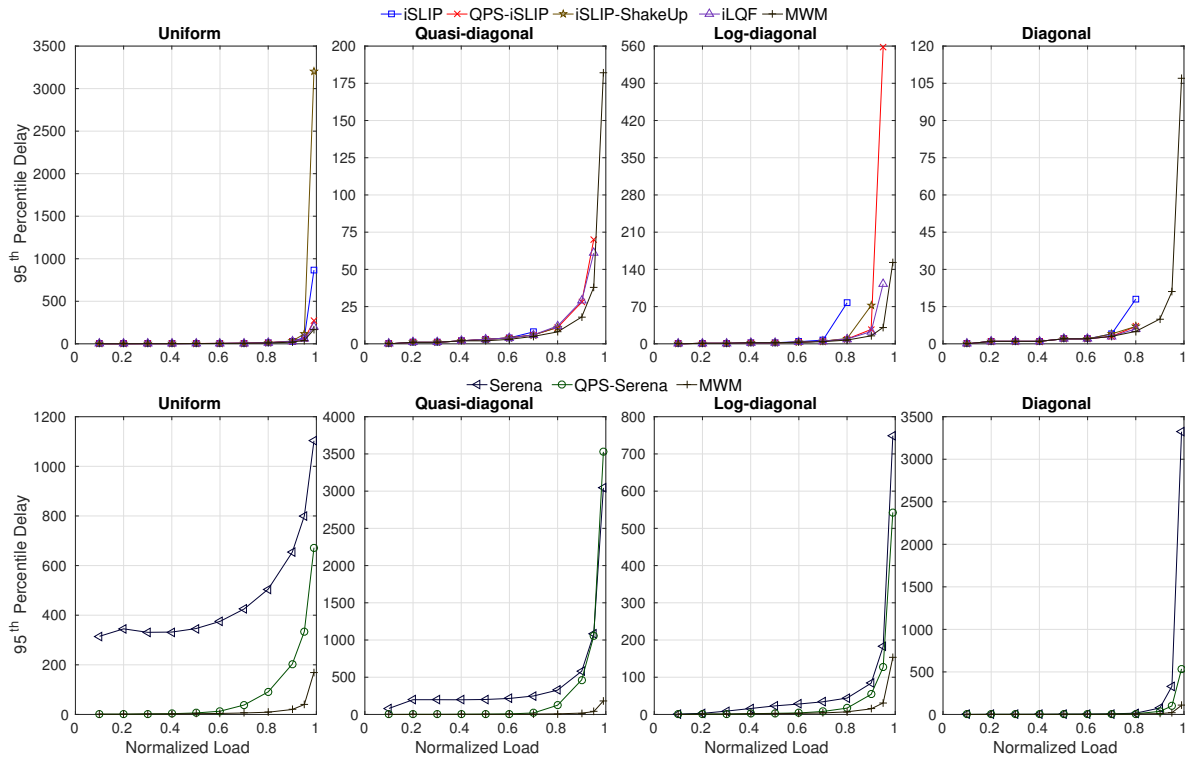 iSLIP QPS-iSLIP iSLIP-ShakeUp iLQF MWM
Uniform Quasi-diagonal Log-diagonal Diagonal
3500 200 560 120
3000 175 490 105
2500 150 420 90
2000 125 350 75
1500 100 280 60
1000 75 210 45
500 50 140 30
0 25 70 15
0 0 0
95th Percentile Delay
0 0.2 0.4 0.6 0.8 1 0 0.2 0.4 0.6 0.8 1 0 0.2 0.4 0.6 0.8 1 0 0.2 0.4 0.6 0.8 1
Serena QPS-Serena MWM
Uniform Quasi-diagonal Log-diagonal Diagonal
1200 4000 800 3500
1000 3500 700 3000
800 3000 600 2500
600 2500 500 2000
400 2000 400 1500
200 1500 300 1000
0 1000 200 500
500 100 0
0 0
95th Percentile Delay
0 0.2 0.4 0.6 0.8 1 0 0.2 0.4 0.6 0.8 1 0 0.2 0.4 0.6 0.8 1 0 0.2 0.4 0.6 0.8 1
Normalized Load Normalized Load Normalized Load Normalized Load